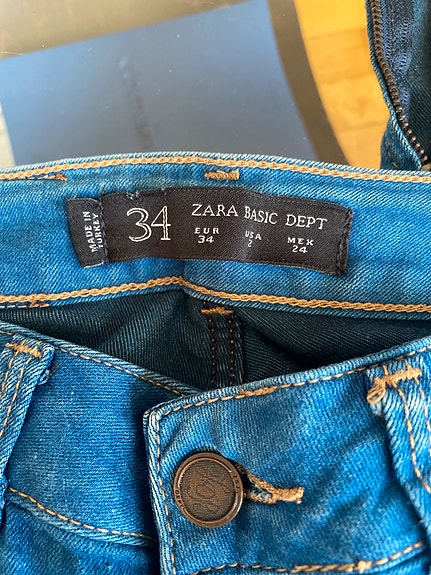 MADE IN
TURKEY
34
ZARA BASIC DEPT
EUR
34
USA
2
MEX
24